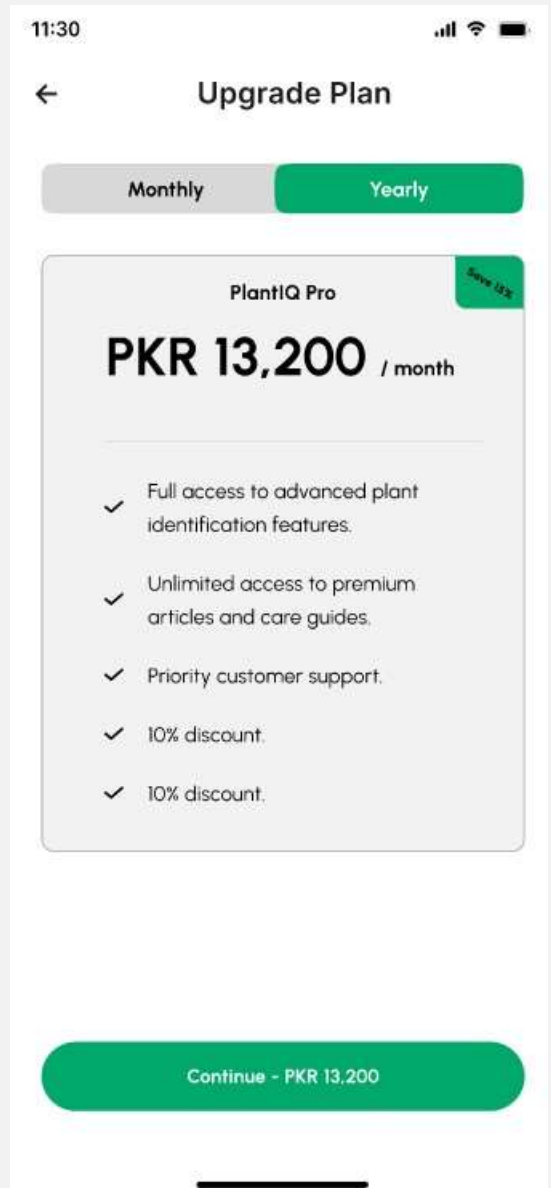 11:30
Upgrade Plan
Monthly
Yearly
Save 15%
PlantIQ Pro
PKR 13,200 / month
Full access to advanced plant
identification features.
Unlimited access to premium
articles and care guides.
Priority customer support.
10% discount.
10% discount.
Continue - PKR 13,200